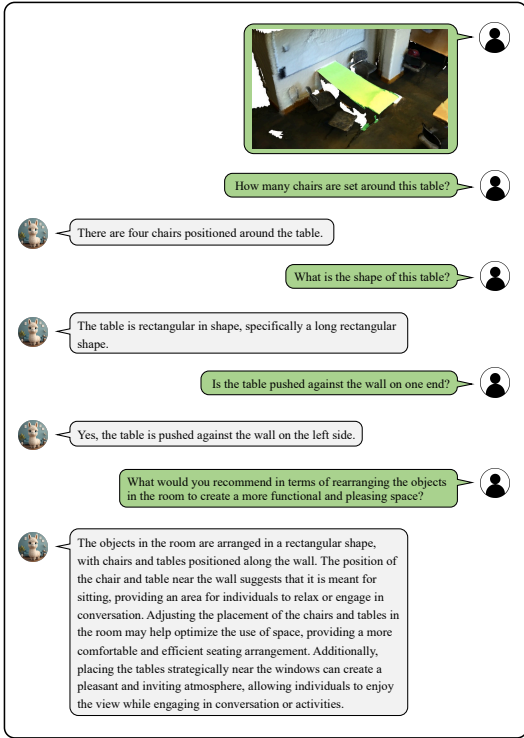 How many chairs are set around this table?
There are four chairs positioned around the table.
What is the shape of this table?
The table is rectangular in shape, specifically a long rectangular
shape.
Is the table pushed against the wall on one end?
Yes, the table is pushed against the wall on the left side.
What would you recommend in terms of rearranging the objects
in the room to create a more functional and pleasing space?
The objects in the room are arranged in a rectangular shape,
with chairs and tables positioned along the wall. The position of
the chair and table near the wall suggests that it is meant for
sitting, providing an area for individuals to relax or engage in
conversation. Adjusting the placement of the chairs and tables in
the room may help optimize the use of space, providing a more
comfortable and efficient seating arrangement. Additionally,
placing the tables strategically near the windows can create a
pleasant and inviting atmosphere, allowing individuals to enjoy
the view while engaging in conversation or activities.